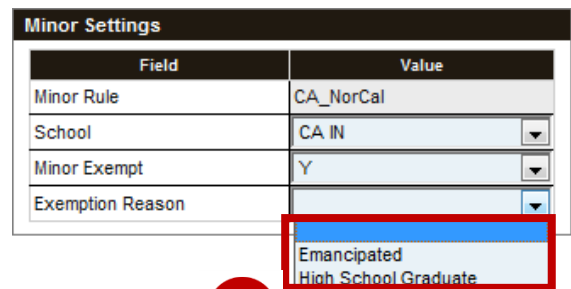 Minor Settings
Field Value
Minor Rule CA_NorCal
School CA IN
Minor Exempt Y
Exemption Reason
Emancipated
High School Graduate